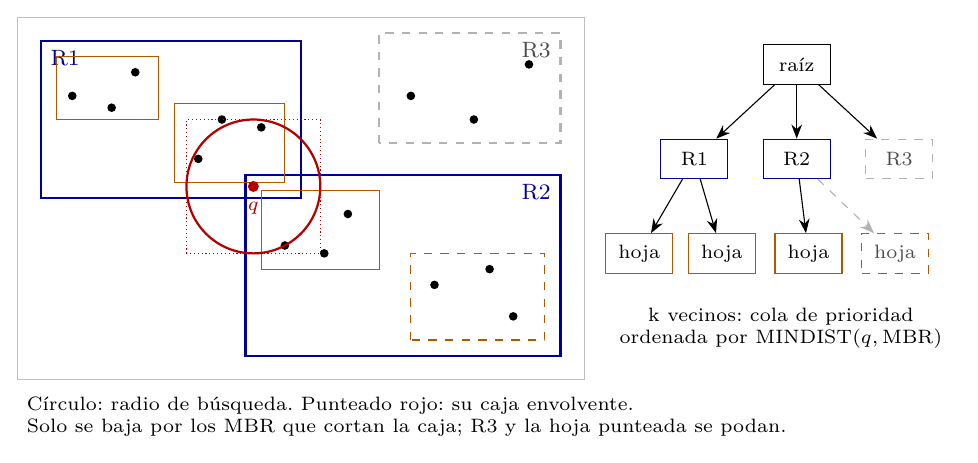 R1
R3
R2
q
raíz
R1 R2 R3
hoja hoja hoja hoja
k vecinos: cola de prioridad
ordenada por MINDIST(q, MBR)
Círculo: radio de búsqueda. Punteado rojo: su caja envolvente.
Solo se baja por los MBR que cortan la caja; R3 y la hoja punteada se podan.